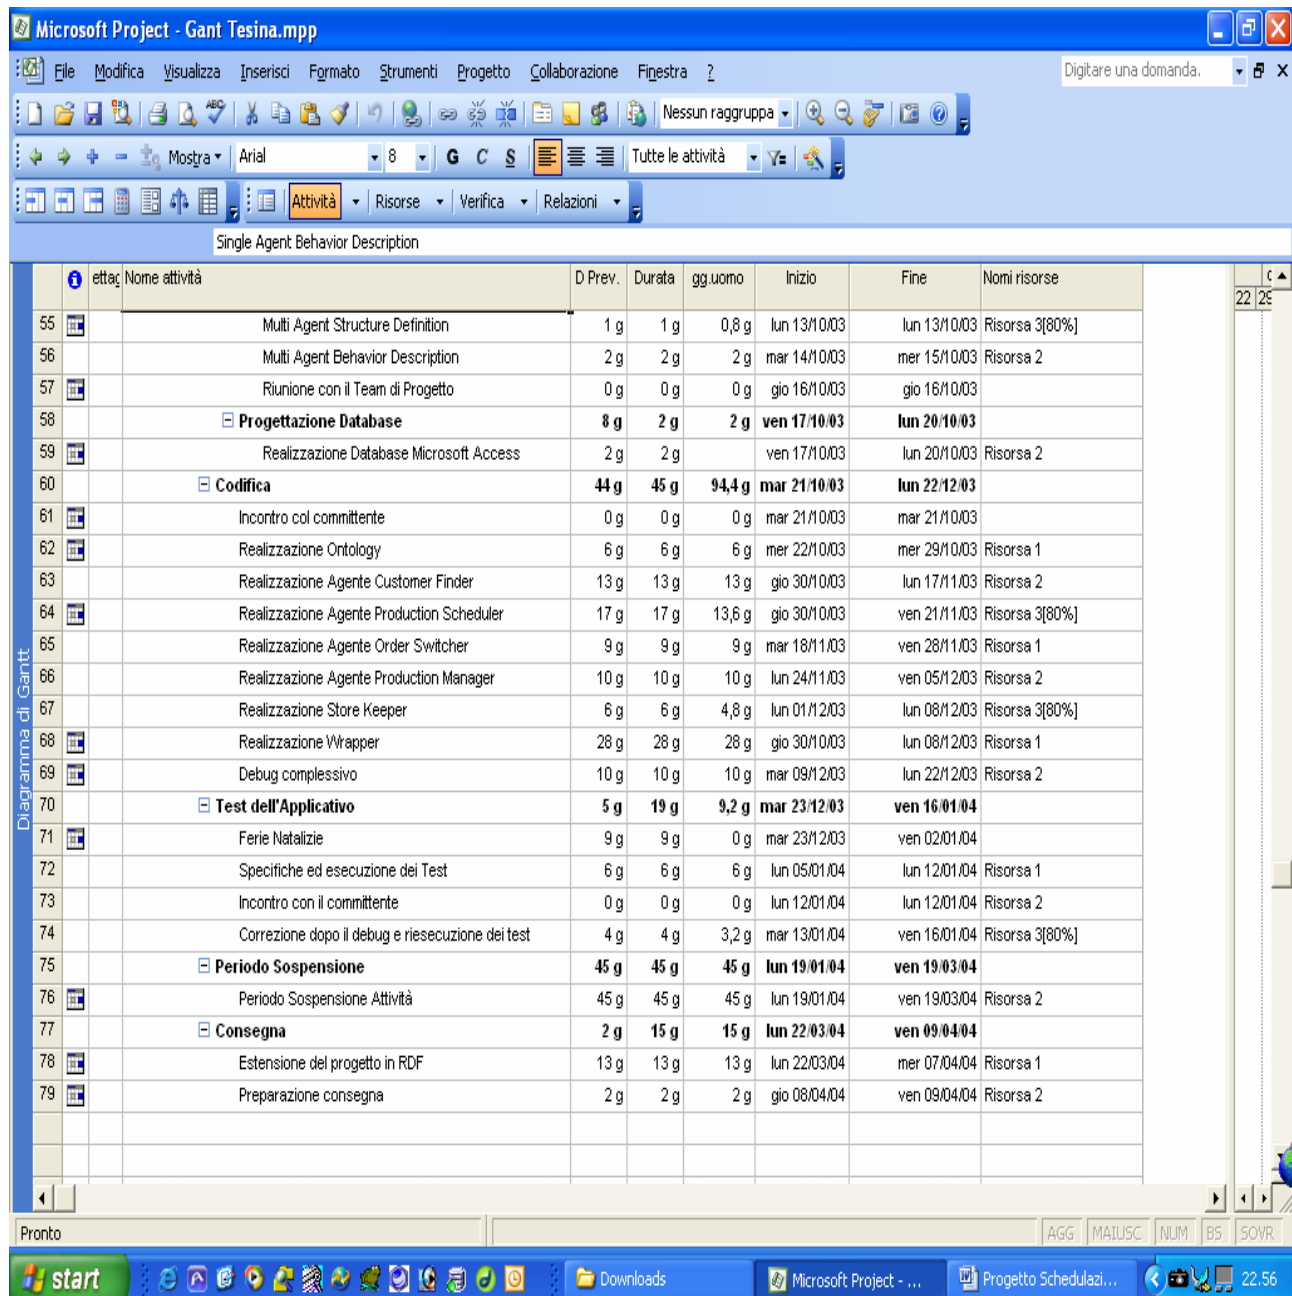 Microsoft Project - Gant Tesina.mpp
File Modifica Visualizza Inserisci Formato Strumenti Progetto Collaborazione Finestra ? Digitare una domanda.
Nessun raggruppa
Mostra Arial 8 G C S Tutte le attività
Attività Risorse Verifica Relazioni
Single Agent Behavior Description
ettag Nome attività D Prev. Durata gg.uomo Inizio Fine Nomi risorse
22 29
55 Multi Agent Structure Definition 1 g 1 g 0,8 g lun 13/10/03 lun 13/10/03 Risorsa 3[80%]
56 Multi Agent Behavior Description 2 g 2 g 2 g mar 14/10/03 mer 15/10/03 Risorsa 2
57 Riunione con il Team di Progetto 0 g 0 g 0 g gio 16/10/03 gio 16/10/03
58 Progettazione Database 8 g 2 g 2 g ven 17/10/03 lun 20/10/03
59 Realizzazione Database Microsoft Access 2 g 2 g ven 17/10/03 lun 20/10/03 Risorsa 2
60 Codifica 44 g 45 g 94,4 g mar 21/10/03 lun 22/12/03
61 Incontro col committente 0 g 0 g 0 g mar 21/10/03 mar 21/10/03
62 Realizzazione Ontology 6 g 6 g 6 g mer 22/10/03 mer 29/10/03 Risorsa 1
63 Realizzazione Agente Customer Finder 13 g 13 g 13 g gio 30/10/03 lun 17/11/03 Risorsa 2
64 Realizzazione Agente Production Scheduler 17 g 17 g 13,6 g gio 30/10/03 ven 21/11/03 Risorsa 3[80%]
65 Realizzazione Agente Order Switcher 9 g 9 g 9 g mar 18/11/03 ven 28/11/03 Risorsa 1
66 Realizzazione Agente Production Manager 10 g 10 g 10 g lun 24/11/03 ven 05/12/03 Risorsa 2
67 Realizzazione Store Keeper 6 g 6 g 4,8 g lun 01/12/03 lun 08/12/03 Risorsa 3[80%]
68 Realizzazione Wrapper 28 g 28 g 28 g gio 30/10/03 lun 08/12/03 Risorsa 1
69 Debug complessivo 10 g 10 g 10 g mar 09/12/03 lun 22/12/03 Risorsa 2
70 Test dell'Applicativo 5 g 19 g 9,2 g mar 23/12/03 ven 16/01/04
71 Ferie Natalizie 9 g 9 g 0 g mar 23/12/03 ven 02/01/04
72 Specifiche ed esecuzione dei Test 6 g 6 g 6 g lun 05/01/04 lun 12/01/04 Risorsa 1
73 Incontro con il committente 0 g 0 g 0 g lun 12/01/04 lun 12/01/04 Risorsa 2
74 Correzione dopo il debug e riesecuzione dei test 4 g 4 g 3,2 g mar 13/01/04 ven 16/01/04 Risorsa 3[80%]
75 Periodo Sospensione 45 g 45 g 45 g lun 19/01/04 ven 19/03/04
76 Periodo Sospensione Attività 45 g 45 g 45 g lun 19/01/04 ven 19/03/04 Risorsa 2
77 Consegna 2 g 15 g 15 g lun 22/03/04 ven 09/04/04
78 Estensione del progetto in RDF 13 g 13 g 13 g lun 22/03/04 mer 07/04/04 Risorsa 1
79 Preparazione consegna 2 g 2 g 2 g gio 08/04/04 ven 09/04/04 Risorsa 2
Diagramma di Gantt
Pronto AGG MAIUSC NUM BS SOVR
start Downloads Microsoft Project - ... Progetto Schedulazi... 22.56